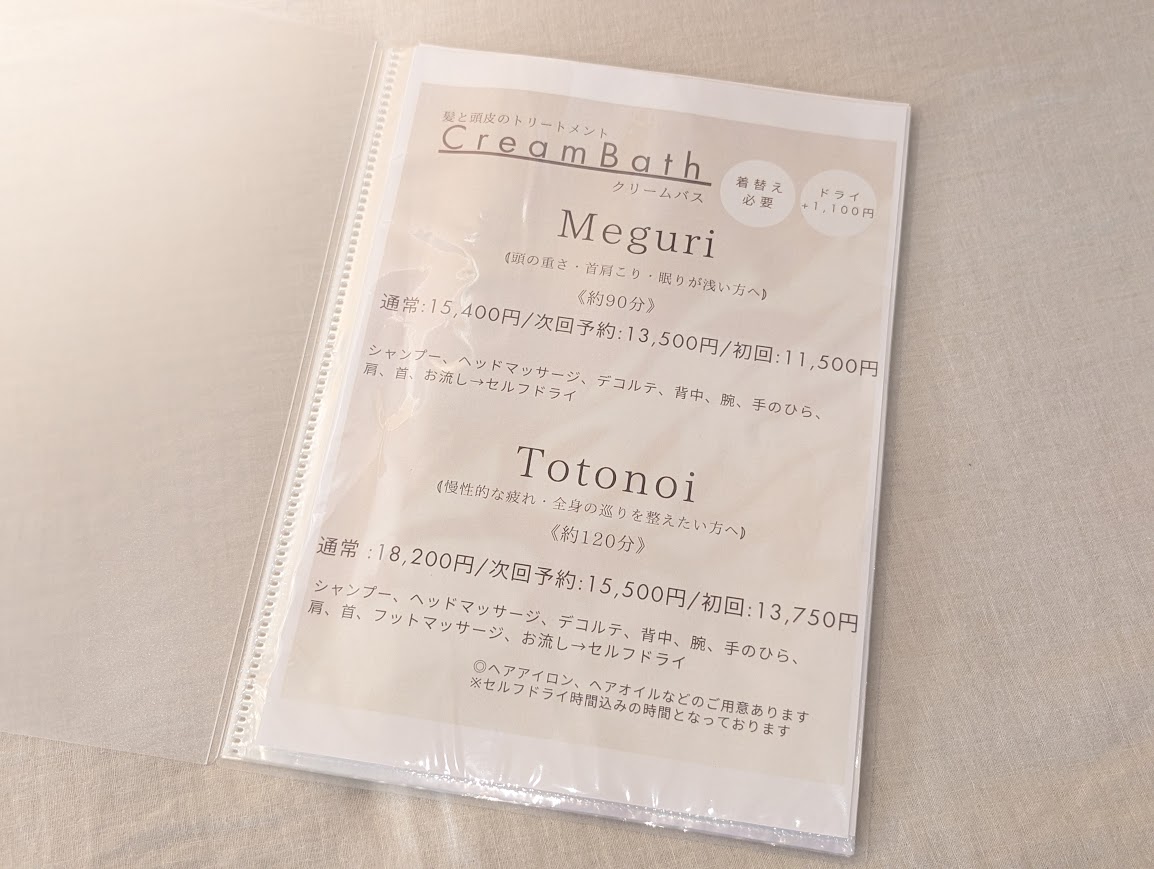 髪と頭皮のトリートメント
CreamBath
クリームバス
着替え
必要
ドライ
+1,100円
Meguri
⟪頭の重さ・首肩こり・眠りが浅い方へ⟫
《約90分》
通常:15,400円/次回予約:13,500円/初回:11,500円
シャンプー、ヘッドマッサージ、デコルテ、背中、腕、手のひら、
肩、首、お流し→セルフドライ
Totonoi
⟪慢性的な疲れ・全身の巡りを整えたい方へ⟫
《約120分》
通常 :18,200円/次回予約:15,500円/初回:13,750円
シャンプー、ヘッドマッサージ、デコルテ、背中、腕、手のひら、
肩、首、フットマッサージ、お流し→セルフドライ
◎ヘアアイロン、ヘアオイルなどのご用意あります
※セルフドライ時間込みの時間となっております